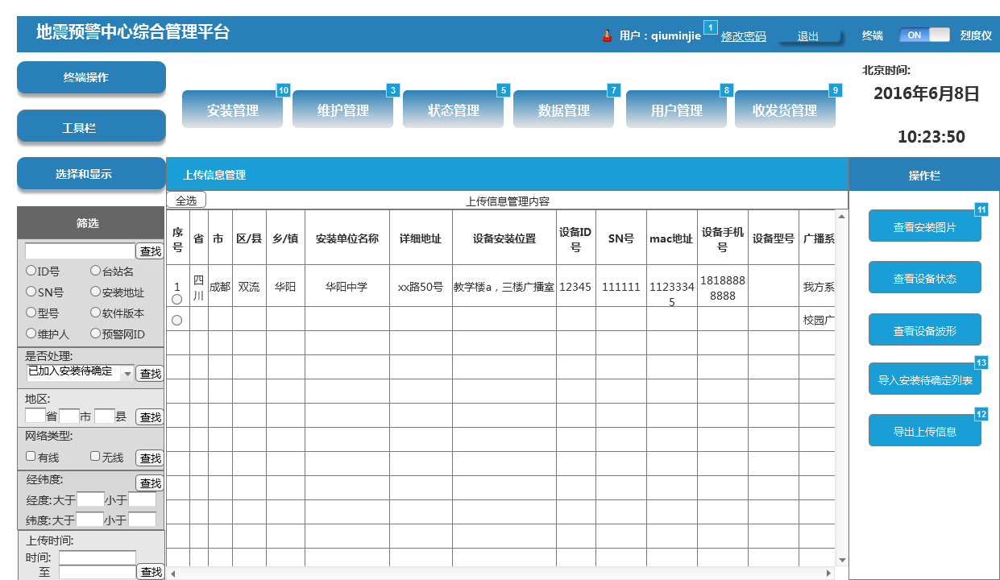 地震预警中心综合管理平台
用户：qiuminjie
1
修改密码
退出
终端
ON
烈度仪
终端操作
工具栏
选择和显示
安装管理
10
维护管理
3
状态管理
5
数据管理
7
用户管理
8
收发货管理
9
北京时间:
2016年6月8日
10:23:50
上传信息管理
操作栏
全选
上传信息管理内容
筛选
查找
ID号
台站名
SN号
安装地址
型号
软件版本
维护人
预警网ID
是否处理:
已加入安装待确定
查找
地区:
省
市
县
查找
网络类型:
有线
无线
查找
经纬度:
查找
经度:大于
小于
纬度:大于
小于
上传时间:
时间:
至
查找
序号
省
市
区/县
乡/镇
安装单位名称
详细地址
设备安装位置
设备ID号
SN号
mac地址
设备手机号
设备型号
广播系
1
四川
成都
双流
华阳
华阳中学
xx路50号
教学楼a，三楼广播室
12345
111111
11233345
18188888888
我方系
校园广
查看安装图片
11
查看设备状态
查看设备波形
导入安装待确定列表
13
导出上传信息
12